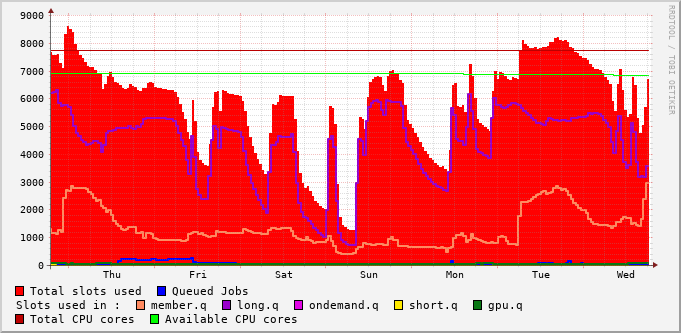 9000
8000
7000
6000
5000
4000
3000
2000
1000
0
Thu Fri Sat Sun Mon Tue Wed
RRDTOOL / TOBI OETIKER
Total slots used Queued Jobs
Slots used in : member.q long.q ondemand.q short.q gpu.q
Total CPU cores Available CPU cores